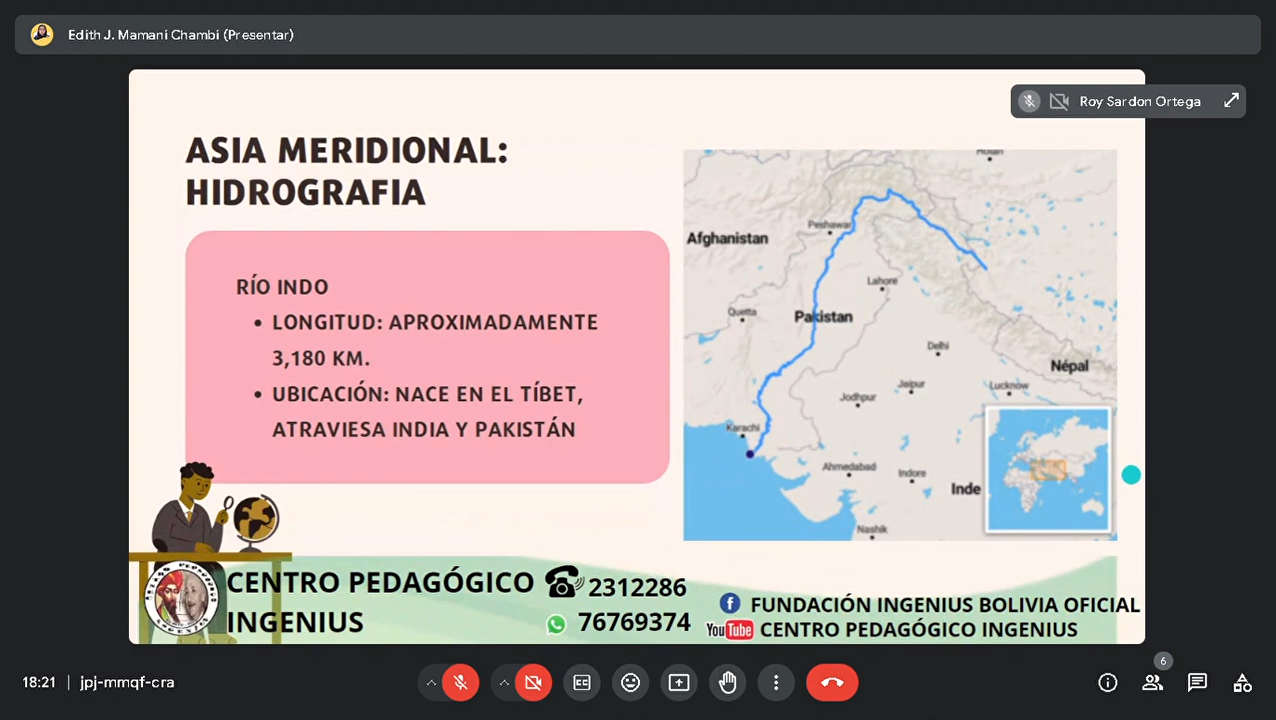 Edith J. Mamani Chambi (Presentar)
Roy Sardon Ortega
ASIA MERIDIONAL:
HIDROGRAFIA
RÍO INDO
• LONGITUD: APROXIMADAMENTE
3,180 KM.
• UBICACIÓN: NACE EN EL TÍBET,
ATRAVIESA INDIA Y PAKISTÁN
Peshawar
Afghanistan
Lahore
Quetta
Pakistan
Delhi
Népal
Jaipur
Lucknow
Jodhpur
Karachi
Ahmedabad
Indore
Inde
Nashik
CENTRO PEDAGÓGICO
INGENIUS
2312286
76769374
FUNDACIÓN INGENIUS BOLIVIA OFICIAL
YouTube CENTRO PEDAGÓGICO INGENIUS
6
18:21 | jpj-mmqf-cra